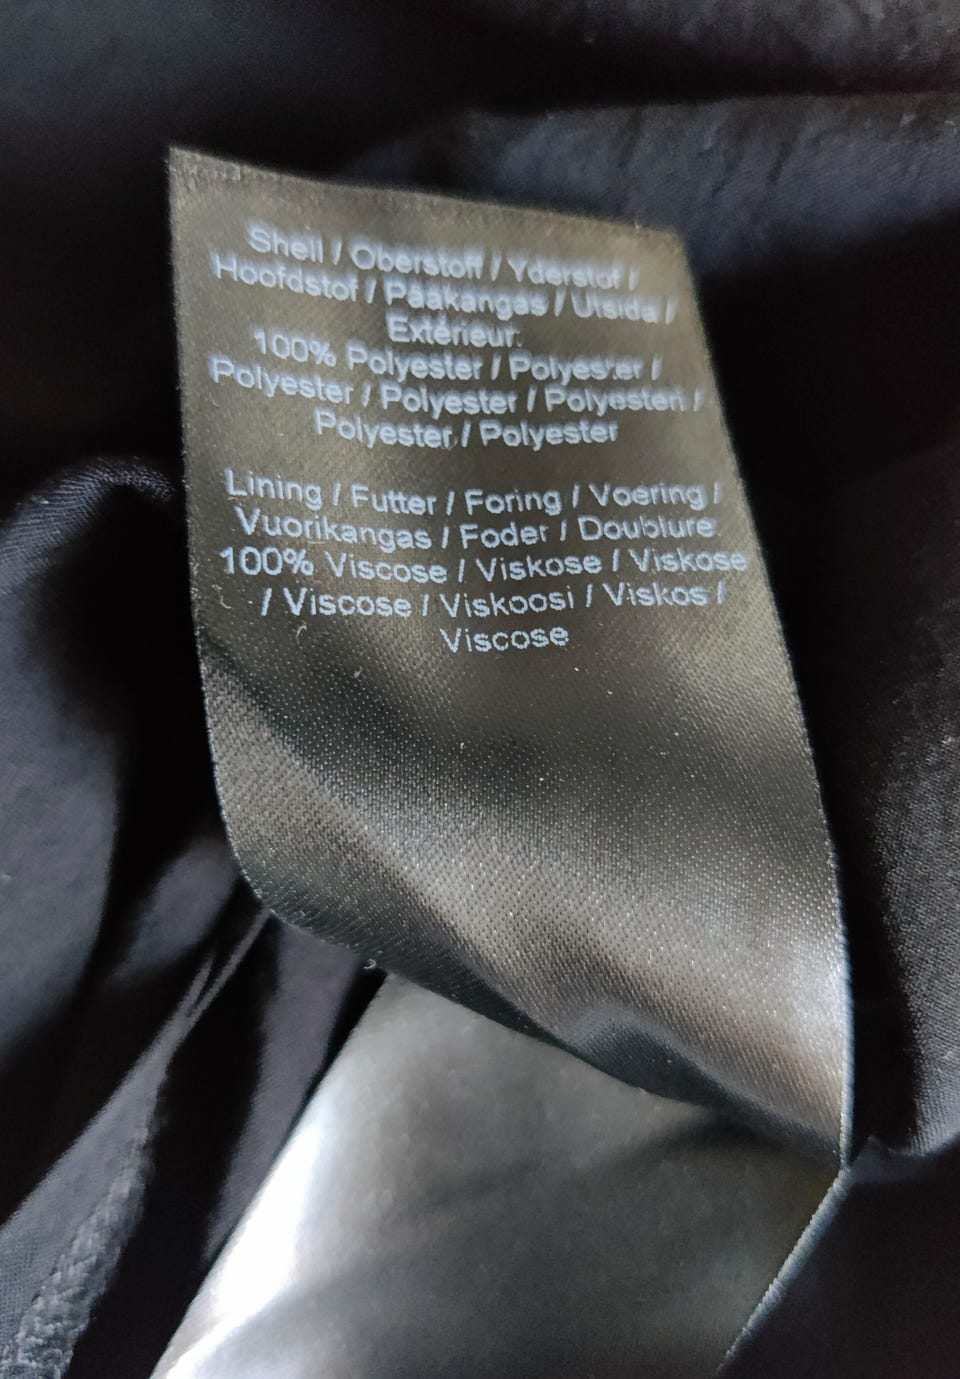 Shell / Oberstoff / Yderstof /
Hoofdstof / Pääkangas / Utsida /
Extérieur:
100% Polyester / Polyester /
Polyester / Polyester / Polyesteri /
Polyester / Polyester
Lining / Futter / Foring / Voering /
Vuorikangas / Foder / Doublure:
100% Viscose / Viskose / Viskose
/ Viscose / Viskoosi / Viskos /
Viscose